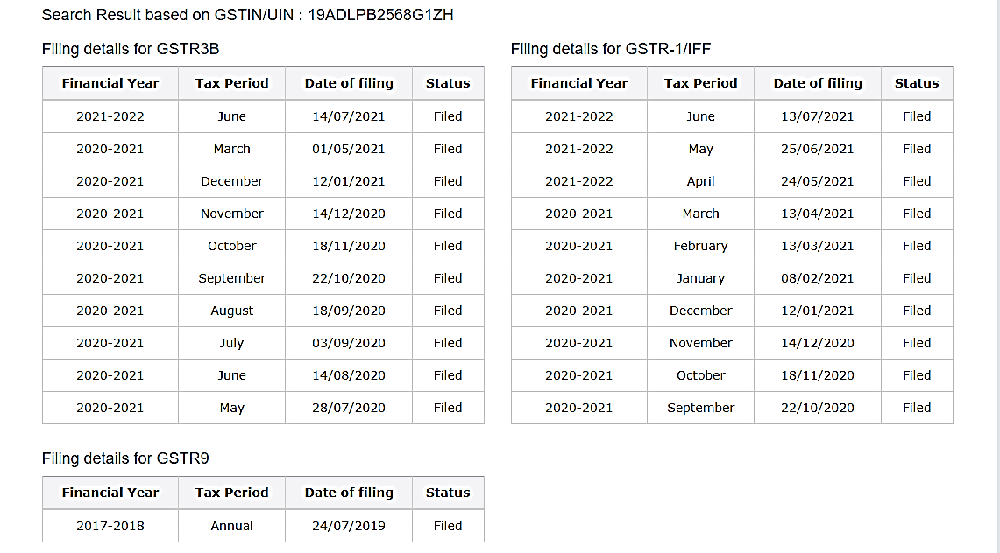 Search Result based on GSTIN/UIN : 19ADLPB2568G1ZH
Filing details for GSTR3B
Financial Year Tax Period Date of filing Status
2021-2022 June 14/07/2021 Filed
2020-2021 March 01/05/2021 Filed
2020-2021 December 12/01/2021 Filed
2020-2021 November 14/12/2020 Filed
2020-2021 October 18/11/2020 Filed
2020-2021 September 22/10/2020 Filed
2020-2021 August 18/09/2020 Filed
2020-2021 July 03/09/2020 Filed
2020-2021 June 14/08/2020 Filed
2020-2021 May 28/07/2020 Filed
Filing details for GSTR-1/IFF
Financial Year Tax Period Date of filing Status
2021-2022 June 13/07/2021 Filed
2021-2022 May 25/06/2021 Filed
2021-2022 April 24/05/2021 Filed
2020-2021 March 13/04/2021 Filed
2020-2021 February 13/03/2021 Filed
2020-2021 January 08/02/2021 Filed
2020-2021 December 12/01/2021 Filed
2020-2021 November 14/12/2020 Filed
2020-2021 October 18/11/2020 Filed
2020-2021 September 22/10/2020 Filed
Filing details for GSTR9
Financial Year Tax Period Date of filing Status
2017-2018 Annual 24/07/2019 Filed